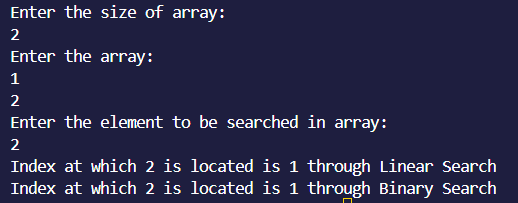 Enter the size of array:
2
Enter the array:
1
2
Enter the element to be searched in array:
2
Index at which 2 is located is 1 through Linear Search
Index at which 2 is located is 1 through Binary Search